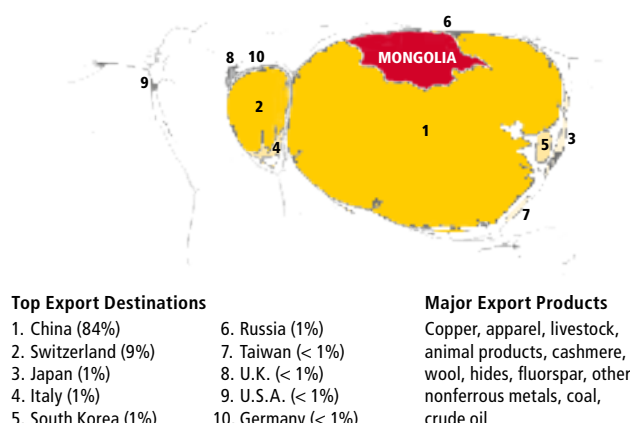 6
MONGOLIA
8 10
9
2
1
4
5 3
7
Top Export Destinations
1. China (84%)
2. Switzerland (9%)
3. Japan (1%)
4. Italy (1%)
5. South Korea (1%)
6. Russia (1%)
7. Taiwan (< 1%)
8. U.K. (< 1%)
9. U.S.A. (< 1%)
10. Germany (< 1%)
Major Export Products
Copper, apparel, livestock,
animal products, cashmere,
wool, hides, fluorspar, other
nonferrous metals, coal,
crude oil